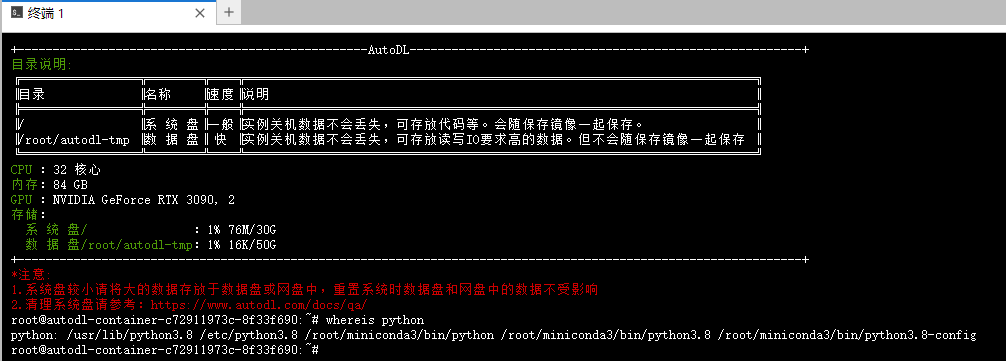 终端 1
AutoDL
目录说明:
目录 名称 速度 说明
/ 系 统 盘 一般 实例关机数据不会丢失，可存放代码等。会随保存镜像一起保存。
/root/autodl-tmp 数 据 盘 快 实例关机数据不会丢失，可存放读写IO要求高的数据。但不会随保存镜像一起保存
CPU : 32 核心
内存: 84 GB
GPU : NVIDIA GeForce RTX 3090, 2
存储:
系 统 盘/ : 1% 76M/30G
数 据 盘/root/autodl-tmp: 1% 16K/50G
*注意:
1.系统盘较小请将大的数据存放于数据盘或网盘中，重置系统时数据盘和网盘中的数据不受影响
2.清理系统盘请参考: https://www.autodl.com/docs/qa/
root@autodl-container-c72911973c-8f33f690:~# whereis python
python: /usr/lib/python3.8 /etc/python3.8 /root/miniconda3/bin/python /root/miniconda3/bin/python3.8 /root/miniconda3/bin/python3.8-config
root@autodl-container-c72911973c-8f33f690:~#